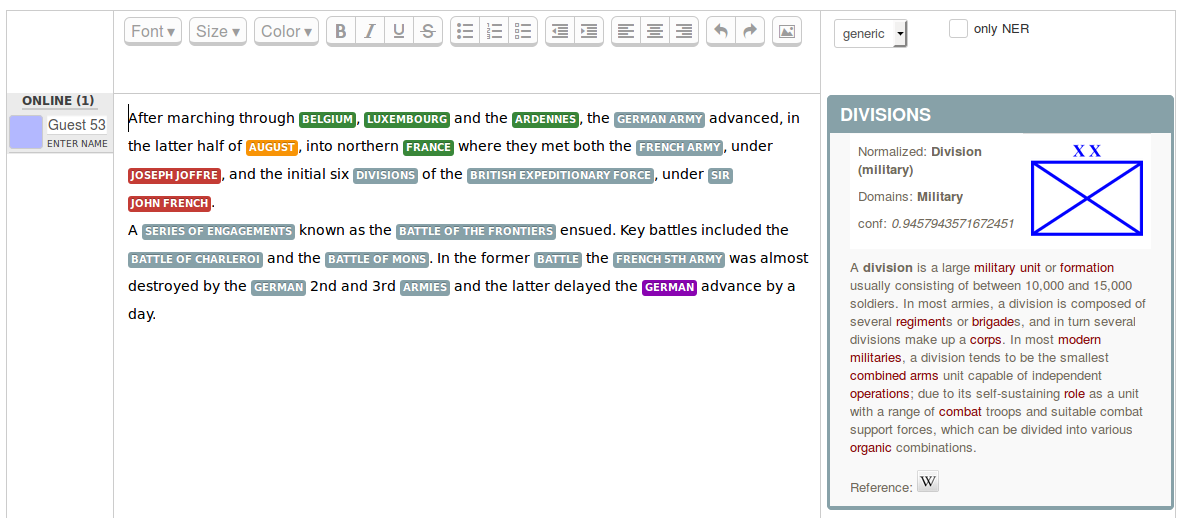 Font ▾ Size ▾ Color ▾ B I U S
generic
only NER
ONLINE (1)
Guest 53
ENTER NAME
After marching through BELGIUM, LUXEMBOURG and the ARDENNES, the GERMAN ARMY advanced, in
the latter half of AUGUST, into northern FRANCE where they met both the FRENCH ARMY, under
JOSEPH JOFFRE, and the initial six DIVISIONS of the BRITISH EXPEDITIONARY FORCE, under SIR
JOHN FRENCH.
A SERIES OF ENGAGEMENTS known as the BATTLE OF THE FRONTIERS ensued. Key battles included the
BATTLE OF CHARLEROI and the BATTLE OF MONS. In the former BATTLE the FRENCH 5TH ARMY was almost
destroyed by the GERMAN 2nd and 3rd ARMIES and the latter delayed the GERMAN advance by a
day.
DIVISIONS
Normalized: Division
(military)
Domains: Military
conf: 0.9457943571672451
X X
A division is a large military unit or formation
usually consisting of between 10,000 and 15,000
soldiers. In most armies, a division is composed of
several regiments or brigades, and in turn several
divisions make up a corps. In most modern
militaries, a division tends to be the smallest
combined arms unit capable of independent
operations; due to its self-sustaining role as a unit
with a range of combat troops and suitable combat
support forces, which can be divided into various
organic combinations.
Reference: W